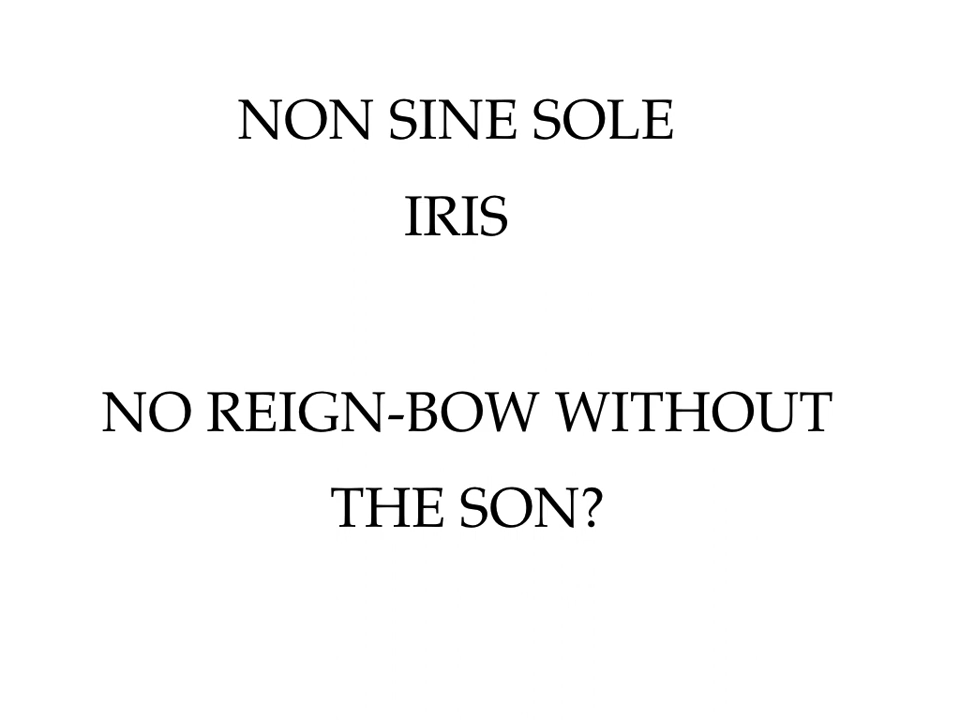 NON SINE SOLE
IRIS
NO REIGN-BOW WITHOUT
THE SON?